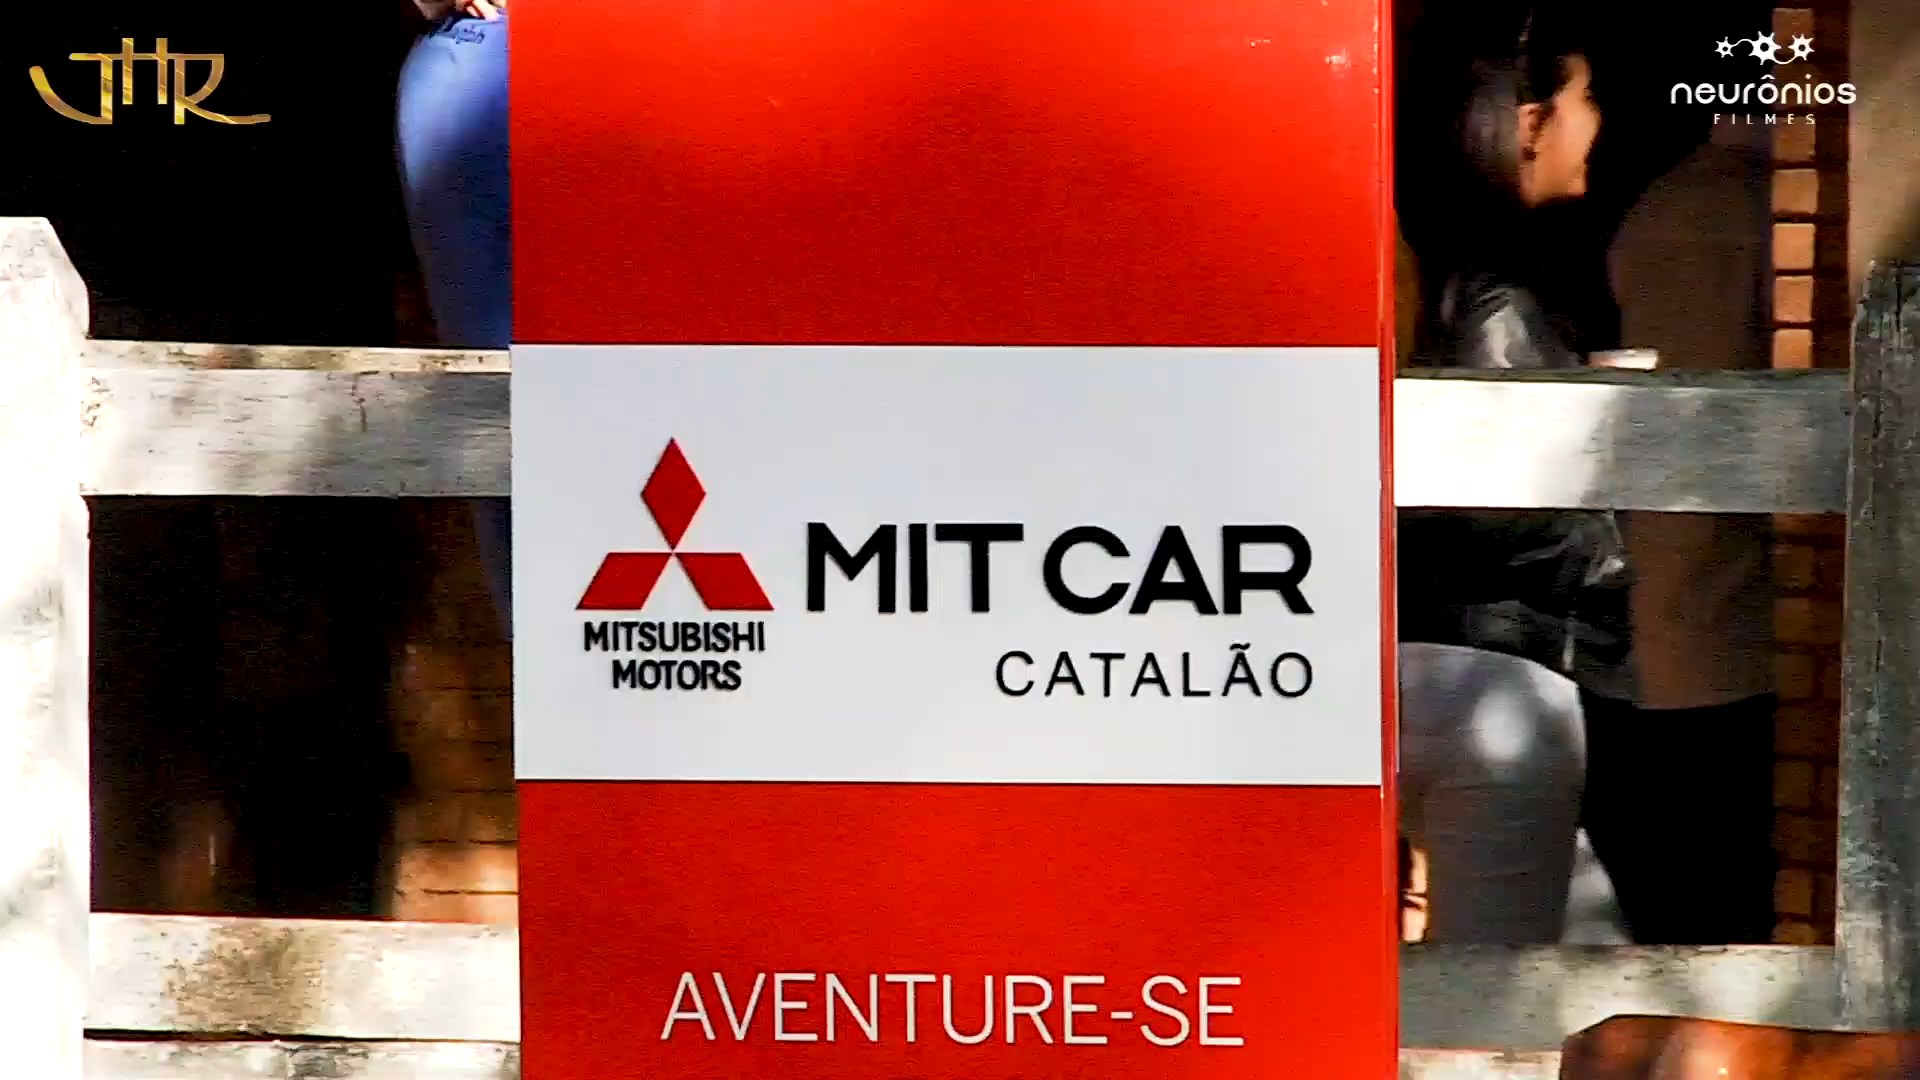 JHR
neurônios
FILMES
MIT CAR
MITSUBISHI
MOTORS
CATALÃO
AVENTURE-SE